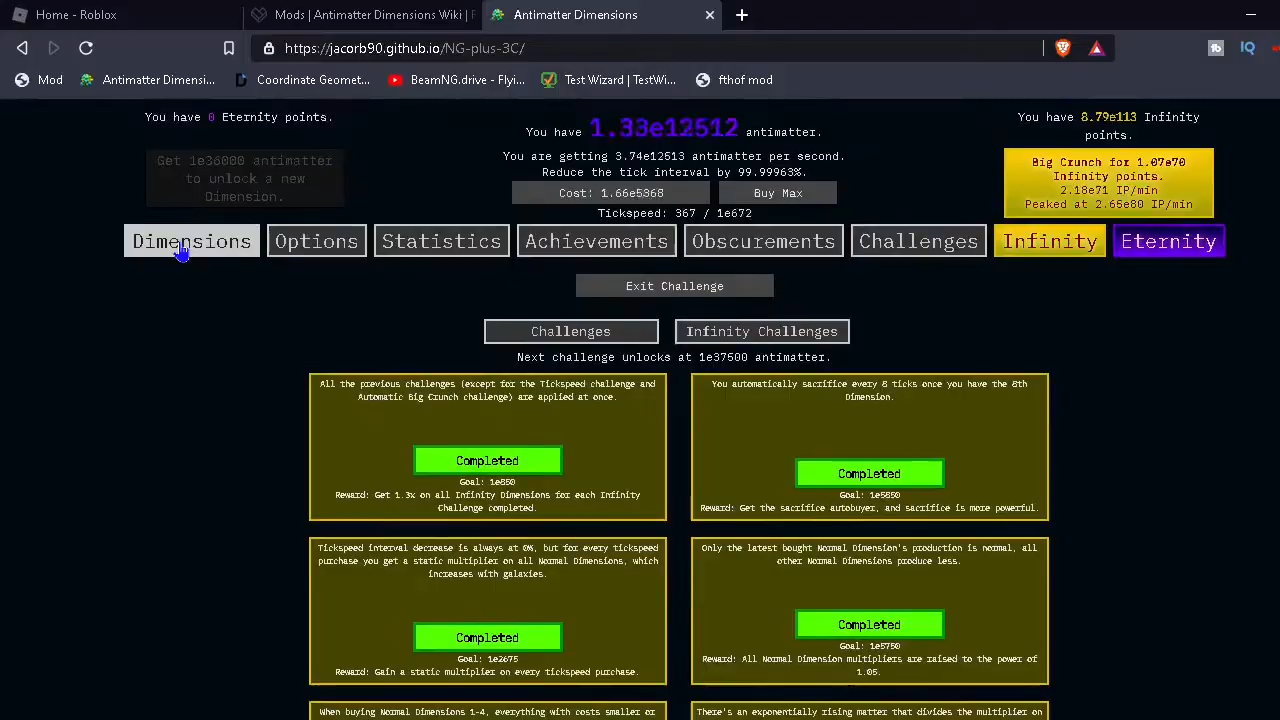 Home - Roblox
Mods | Antimatter Dimensions Wiki | F
Antimatter Dimensions
https://jacorb90.github.io/NG-plus-3C/
Mod
Antimatter Dimensi...
Coordinate Geomet...
BeamNG.drive - Flyi...
Test Wizard | TestWi...
fthof mod
You have 0 Eternity points.
Get 1e36000 antimatter
to unlock a new
Dimension.
You have 1.33e12512 antimatter.
You are getting 3.74e12513 antimatter per second.
Reduce the tick interval by 99.99963%.
Cost: 1.66e5368
Buy Max
Tickspeed: 367 / 1e672
You have 8.79e113 Infinity
points.
Big Crunch for 1.07e70
Infinity points.
2.18e71 IP/min
Peaked at 2.65e80 IP/min
Dimensions
Options
Statistics
Achievements
Obscurements
Challenges
Infinity
Eternity
Exit Challenge
Challenges
Infinity Challenges
Next challenge unlocks at 1e37500 antimatter.
All the previous challenges (except for the Tickspeed challenge and
Automatic Big Crunch challenge) are applied at once.
Completed
Goal: 1e850
Reward: Get 1.3x on all Infinity Dimensions for each Infinity
Challenge completed.
You automatically sacrifice every 8 ticks once you have the 8th
Dimension.
Completed
Goal: 1e5850
Reward: Get the sacrifice autobuyer, and sacrifice is more powerful.
Tickspeed interval decrease is always at 0%, but for every tickspeed
purchase you get a static multiplier on all Normal Dimensions, which
increases with galaxies.
Completed
Goal: 1e2675
Reward: Gain a static multiplier on every tickspeed purchase.
Only the latest bought Normal Dimension's production is normal, all
other Normal Dimensions produce less.
Completed
Goal: 1e5750
Reward: All Normal Dimension multipliers are raised to the power of
1.05.
When buying Normal Dimensions 1-4, everything with costs smaller or
There's an exponentially rising matter that divides the multiplier on